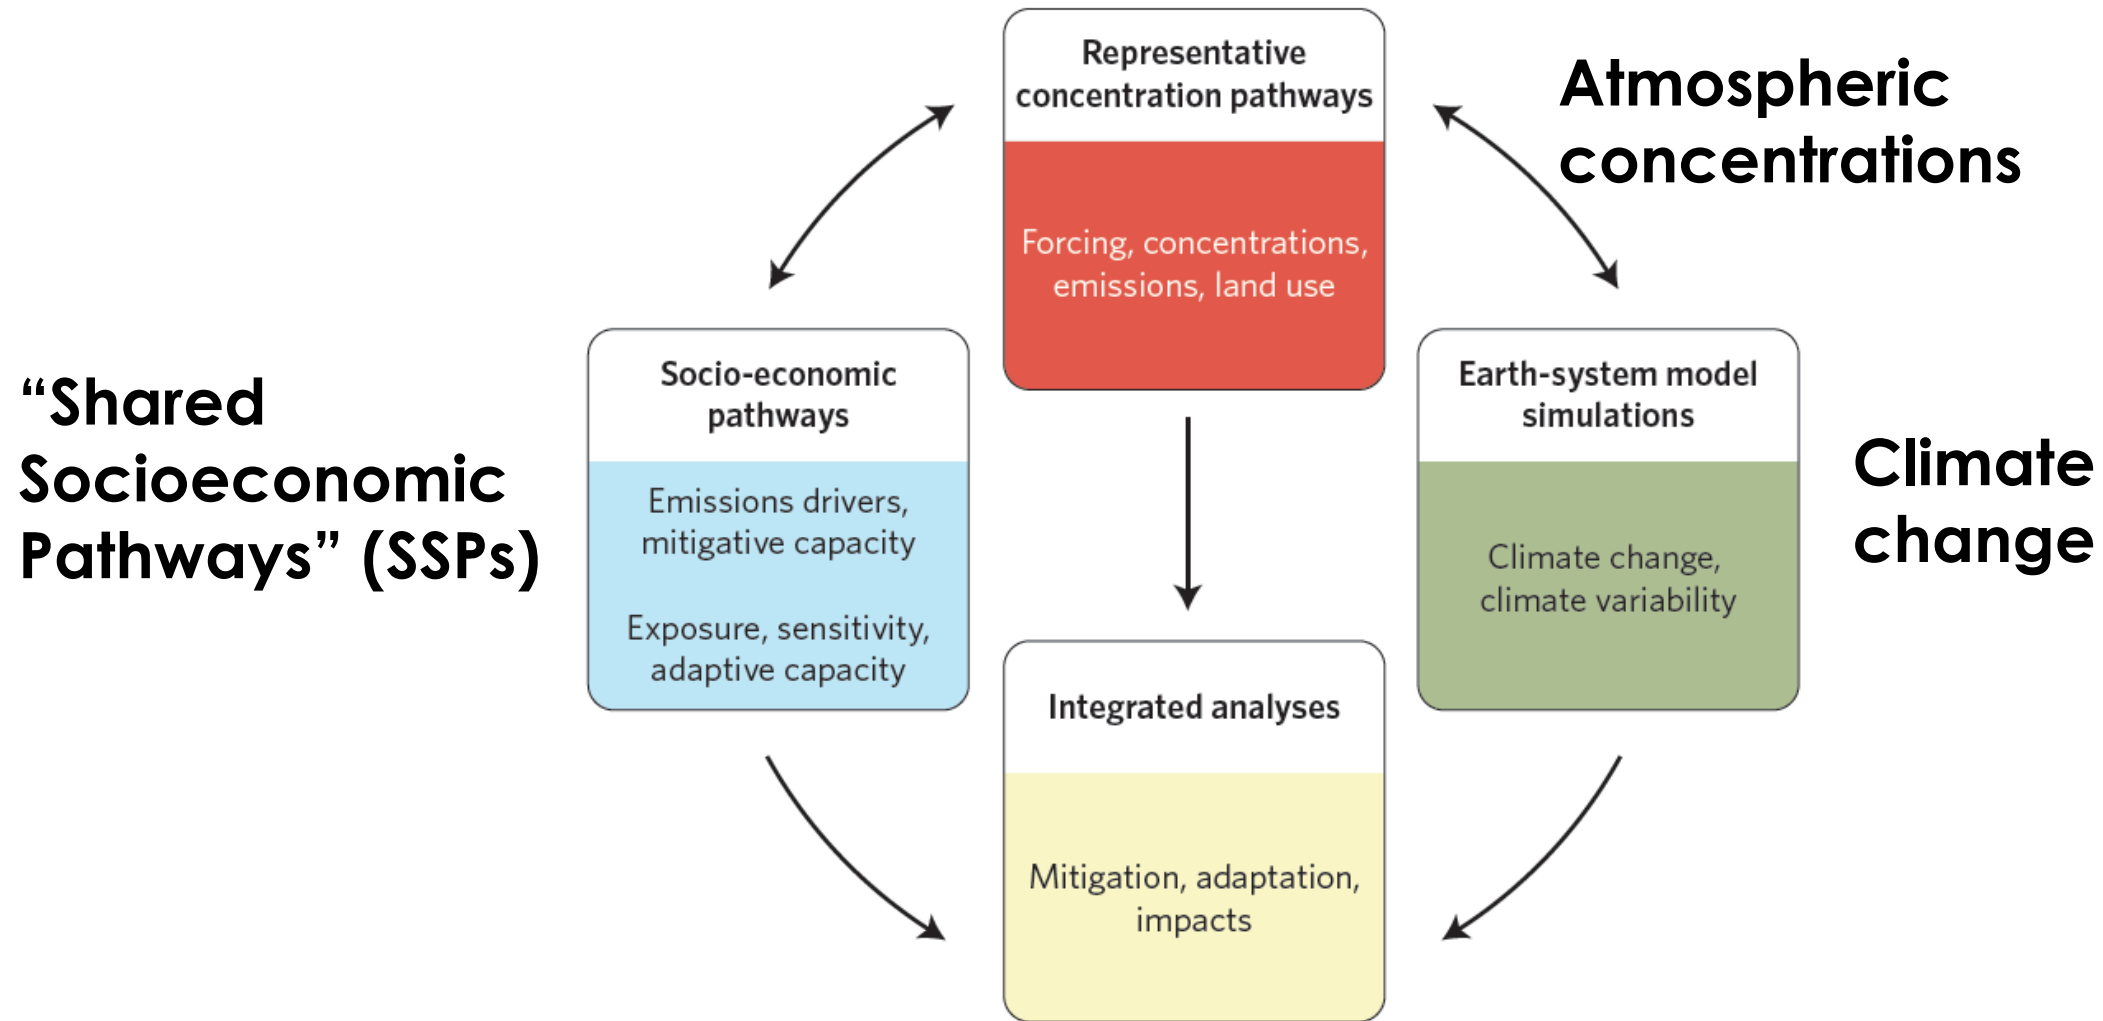 Representative
concentration pathways
Forcing, concentrations,
emissions, land use
Atmospheric
concentrations
“Shared
Socioeconomic
Pathways” (SSPs)
Socio-economic
pathways
Emissions drivers,
mitigative capacity
Exposure, sensitivity,
adaptive capacity
Earth-system model
simulations
Climate change,
climate variability
Climate
change
Integrated analyses
Mitigation, adaptation,
impacts